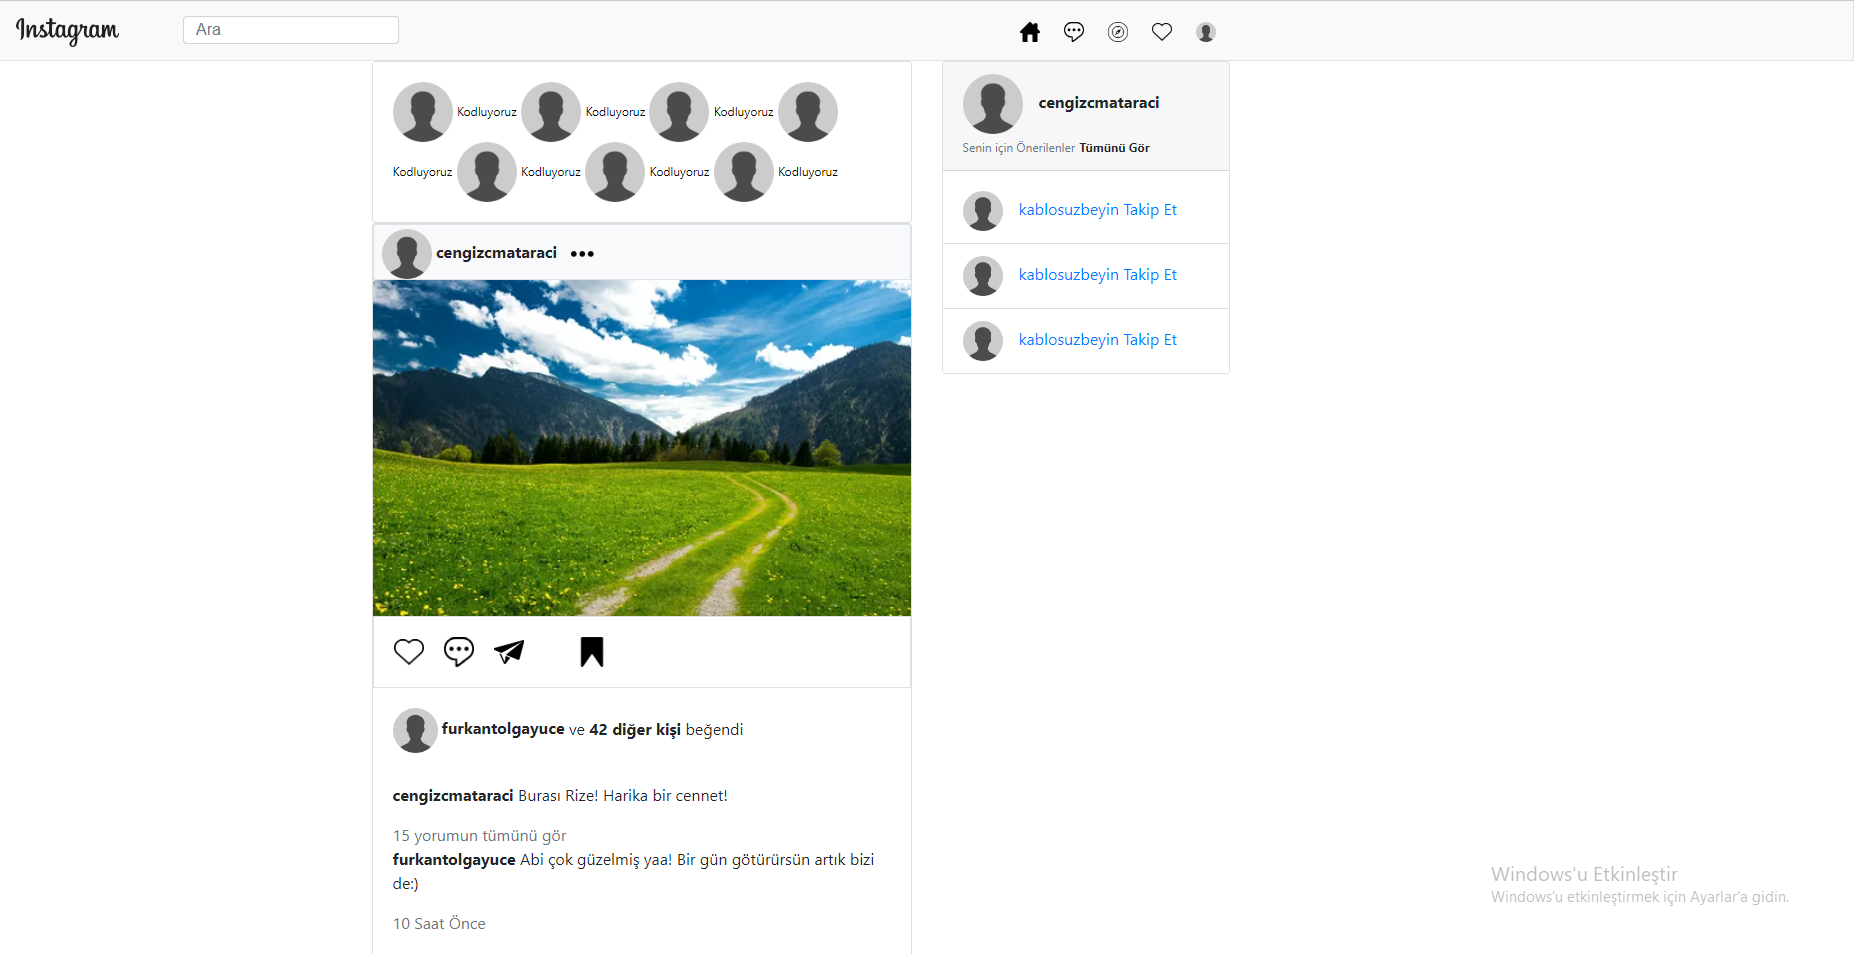 Instagram
Ara
Kodluyoruz Kodluyoruz Kodluyoruz
Kodluyoruz Kodluyoruz Kodluyoruz Kodluyoruz
cengizcmataraci
furkantolgayuce ve 42 diğer kişi beğendi
cengizcmataraci Burası Rize! Harika bir cennet!
15 yorumun tümünü gör
furkantolgayuce Abi çok güzelmiş yaa! Bir gün götürürsün artık bizi
de:)
10 Saat Önce
cengizcmataraci
Senin için Önerilenler Tümünü Gör
kablosuzbeyin Takip Et
kablosuzbeyin Takip Et
kablosuzbeyin Takip Et
Windows'u Etkinleştir
Windows'u etkinleştirmek için Ayarlar'a gidin.